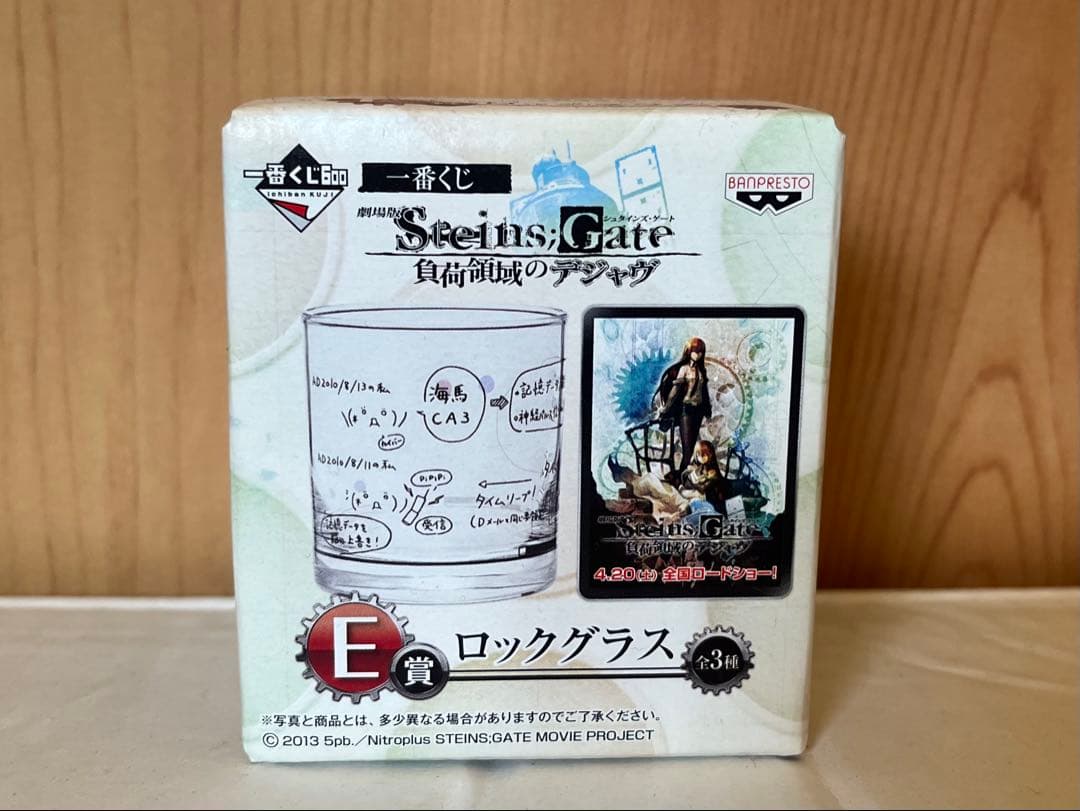 一番くじ600
ichiban KUJI
一番くじ
BANPRESTO
劇場版
シュタインズ・ゲート
Steins;Gate
負荷領域のデジャヴ
AD2010/8/13の私
海馬
CA3
AD2010/8/11の私
PiPiPi
受信
タイムリープ!
記憶データを
上書き!
Steins;Gate
負荷領域のデジャヴ
4.20(土) 全国ロードショー!
E賞
ロックグラス
全3種
※写真と商品とは、多少異なる場合がありますのでご了承ください。
© 2013 5pb./Nitroplus STEINS;GATE MOVIE PROJECT